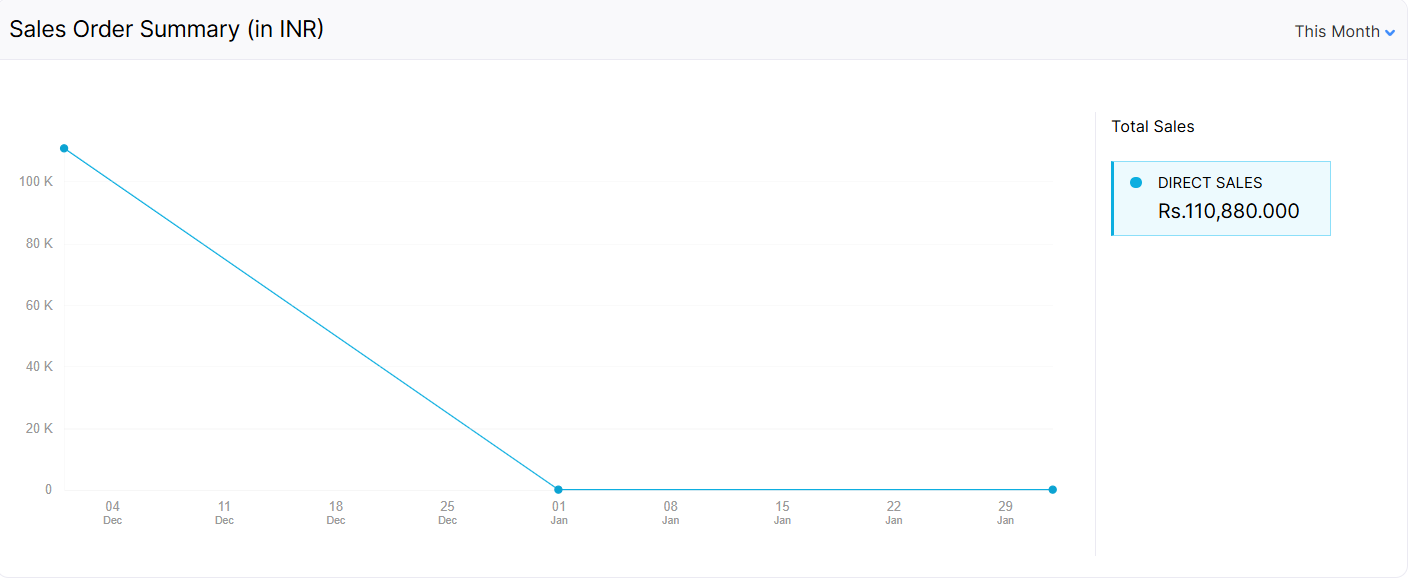 Sales Order Summary (in INR)
This Month
Total Sales
DIRECT SALES
Rs.110,880.000
100 K
80 K
60 K
40 K
20 K
0
04 11 18 25 01 08 15 22 29
Dec Dec Dec Dec Jan Jan Jan Jan Jan